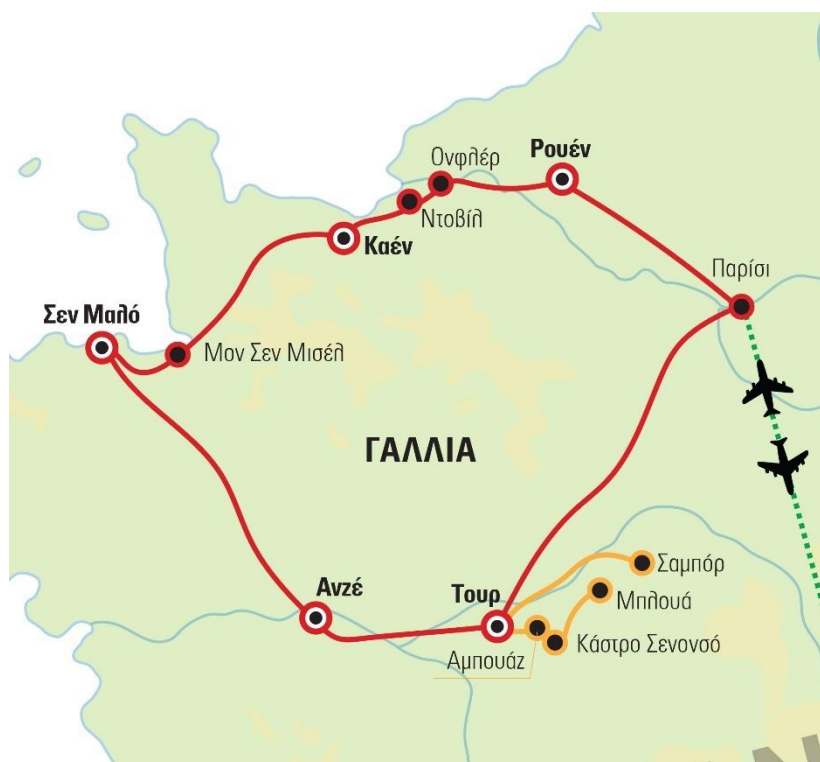 Ονφλέρ
Ρουέν
Ντοβίλ
Καέν
Παρίσι
Σεν Μαλό
Μον Σεν Μισέλ
ΓΑΛΛΙΑ
Σαμπόρ
Ανζέ
Τουρ
Μπλουά
Κάστρο Σενονσό
Αμπουάζ